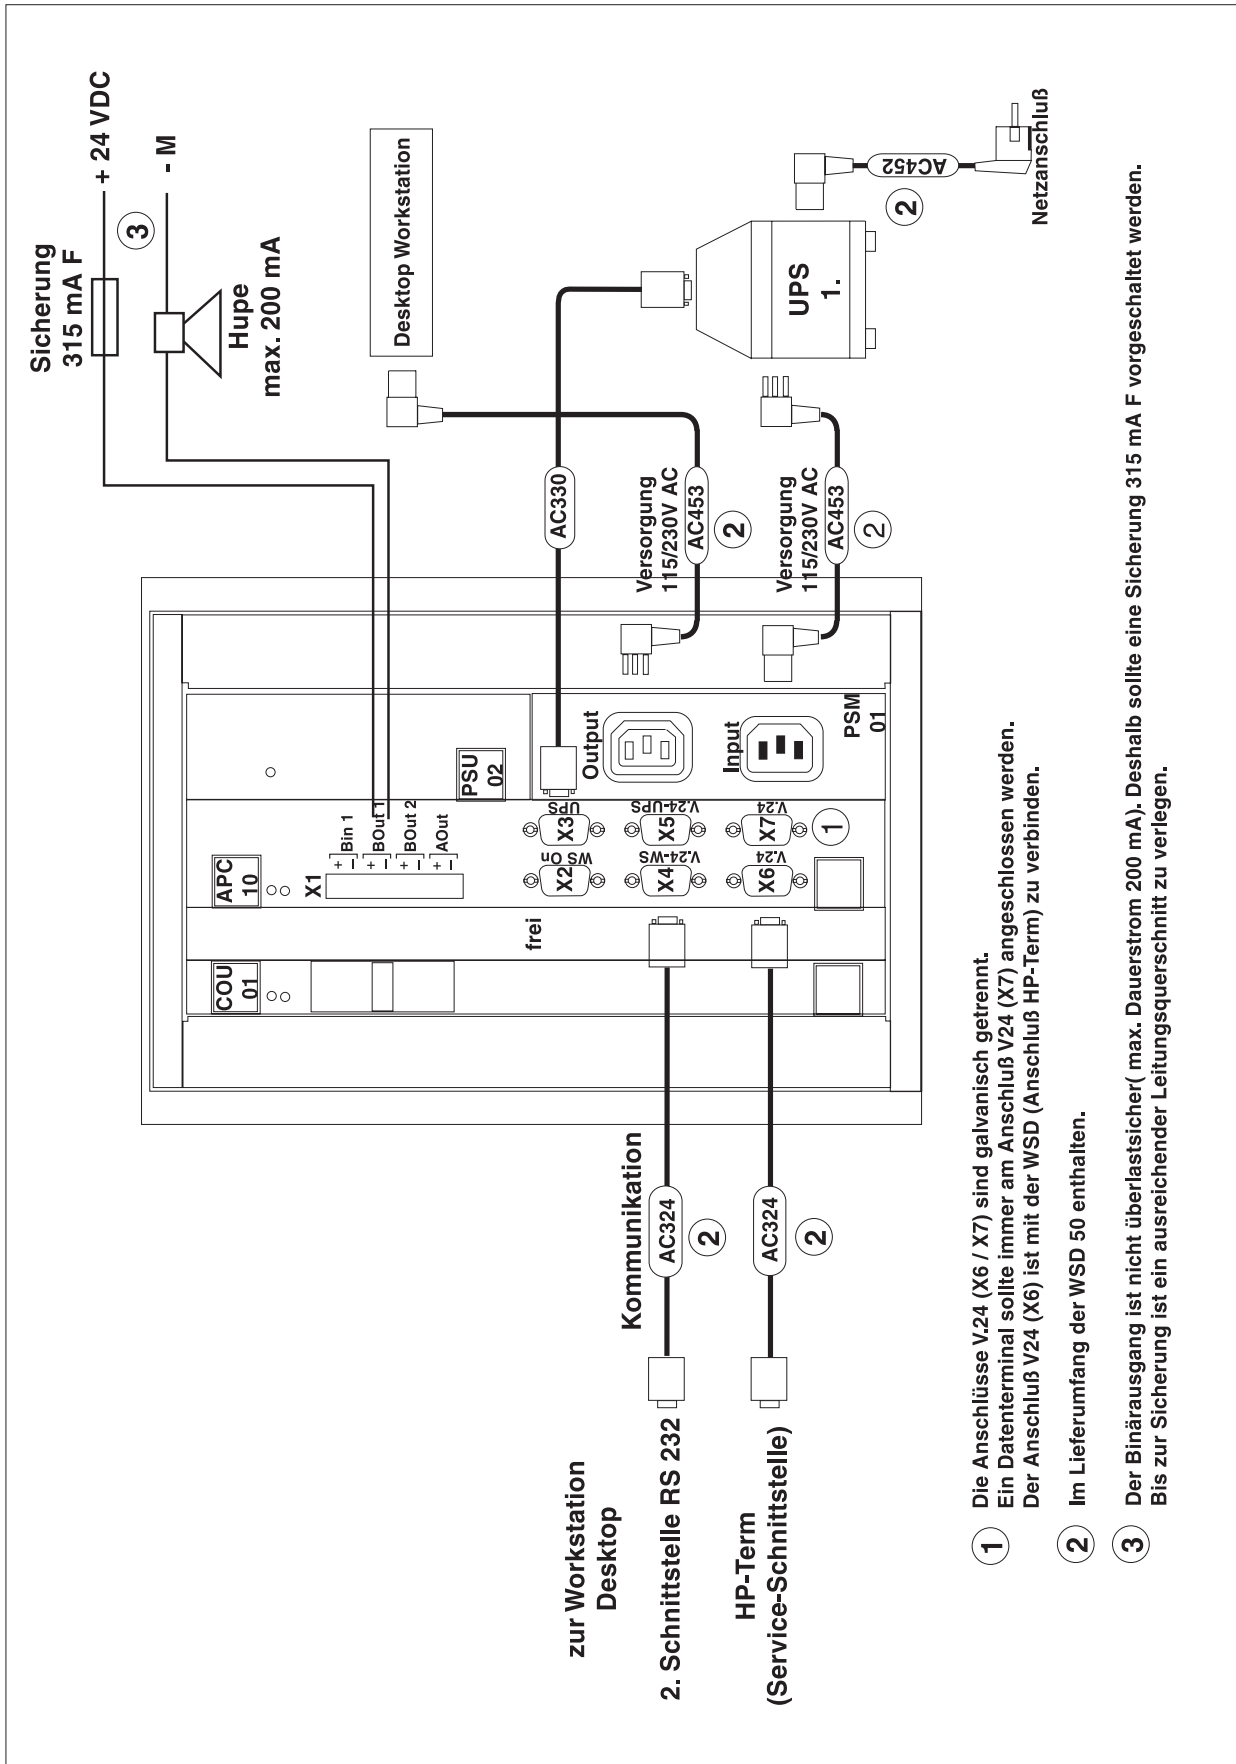 zur Workstation
Desktop
2. Schnittstelle RS 232
HP-Term
(Service-Schnittstelle)
Kommunikation
AC324
2
AC324
2
COU
01
frei
APC
10
X1
+
–
Bin 1
+
–
BOut 1
+
–
BOut 2
+
–
AOut
X2
WS On
X3
UPS
X4
V.24-WS
X5
V.24-UPS
X6
V.24
X7
V.24
1
PSU
02
Output
Input
PSM
01
Sicherung
315 mA F
+ 24 VDC
3
- M
Hupe
max. 200 mA
Desktop Workstation
AC330
Versorgung
115/230V AC
AC453
2
Versorgung
115/230V AC
AC453
2
UPS
1.
AC452
2
Netzanschluß
1 Die Anschlüsse V.24 (X6 / X7) sind galvanisch getrennt.
Ein Datenterminal sollte immer am Anschluß V24 (X7) angeschlossen werden.
Der Anschluß V24 (X6) ist mit der WSD (Anschluß HP-Term) zu verbinden.
2 Im Lieferumfang der WSD 50 enthalten.
3 Der Binärausgang ist nicht überlastsicher( max. Dauerstrom 200 mA). Deshalb sollte eine Sicherung 315 mA F vorgeschaltet werden.
Bis zur Sicherung ist ein ausreichender Leitungsquerschnitt zu verlegen.